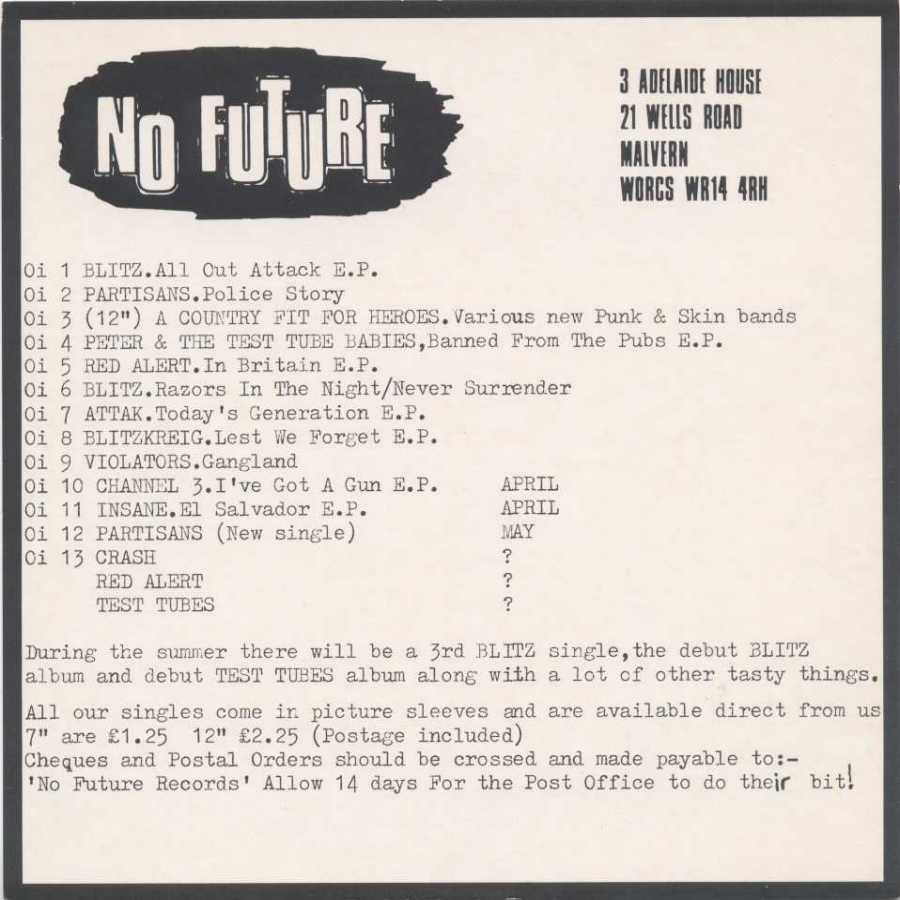 NO FUTURE
3 ADELAIDE HOUSE
21 WELLS ROAD
MALVERN
WORCS WR14 4RH
Oi 1 BLITZ.All Out Attack E.P.
Oi 2 PARTISANS.Police Story
Oi 3 (12") A COUNTRY FIT FOR HEROES.Various new Punk & Skin bands
Oi 4 PETER & THE TEST TUBE BABIES,Banned From The Pubs E.P.
Oi 5 RED ALERT.In Britain E.P.
Oi 6 BLITZ.Razors In The Night/Never Surrender
Oi 7 ATTAK.Today's Generation E.P.
Oi 8 BLITZKREIG.Lest We Forget E.P.
Oi 9 VIOLATORS.Gangland
Oi 10 CHANNEL 3.I've Got A Gun E.P. APRIL
Oi 11 INSANE.El Salvador E.P. APRIL
Oi 12 PARTISANS (New single) MAY
Oi 13 CRASH ?
RED ALERT ?
TEST TUBES ?
During the summer there will be a 3rd BLITZ single,the debut BLITZ
album and debut TEST TUBES album along with a lot of other tasty things.
All our singles come in picture sleeves and are available direct from us
7" are £1.25 12" £2.25 (Postage included)
Cheques and Postal Orders should be crossed and made payable to:-
'No Future Records' Allow 14 days For the Post Office to do their bit!